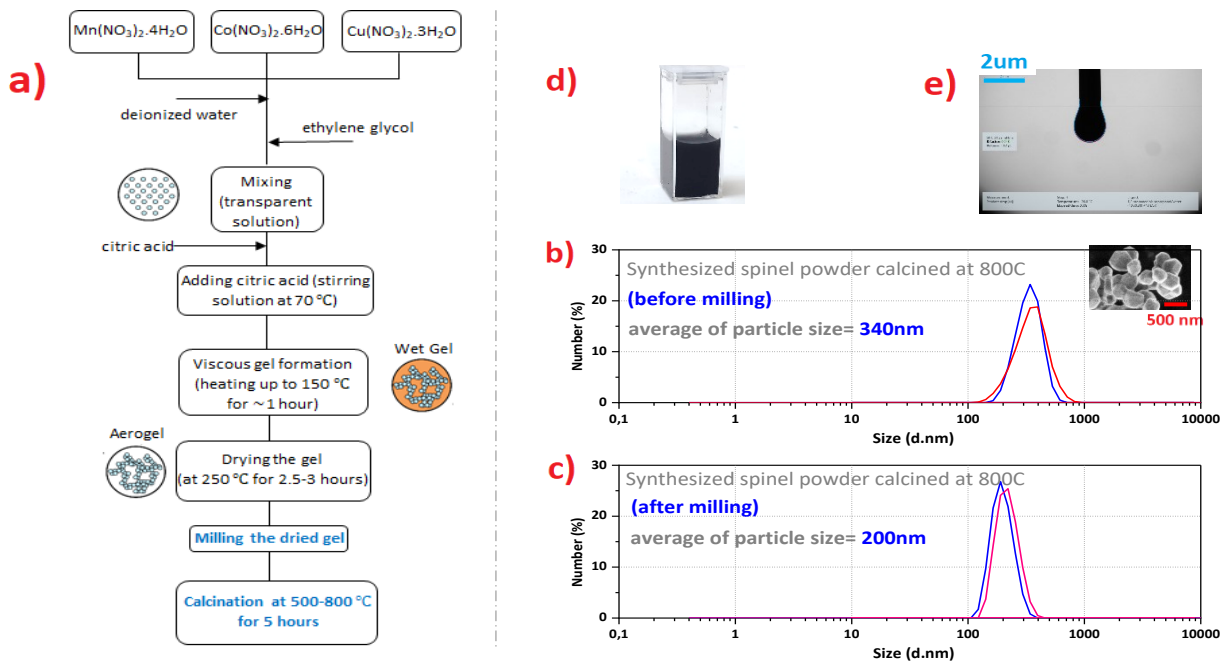 a)
Mn(NO3)2.4H2O
Co(NO3)2.6H2O
Cu(NO3)2.3H2O
deionized water
ethylene glycol
Mixing
(transparent
solution)
citric acid
Adding citric acid (stirring
solution at 70 °C)
Viscous gel formation
(heating up to 150 °C
for ~1 hour)
Wet Gel
Aerogel
Drying the gel
(at 250 °C for 2.5-3 hours)
Milling the dried gel
Calcination at 500-800 °C
for 5 hours
d)
e)
2um
b)
Number (%)
30
20
10
0
Synthesized spinel powder calcined at 800C
(before milling)
average of particle size= 340nm
500 nm
0,1
1
10
100
1000
10000
Size (d.nm)
c)
Number (%)
30
20
10
0
Synthesized spinel powder calcined at 800C
(after milling)
average of particle size= 200nm
0,1
1
10
100
1000
10000
Size (d.nm)